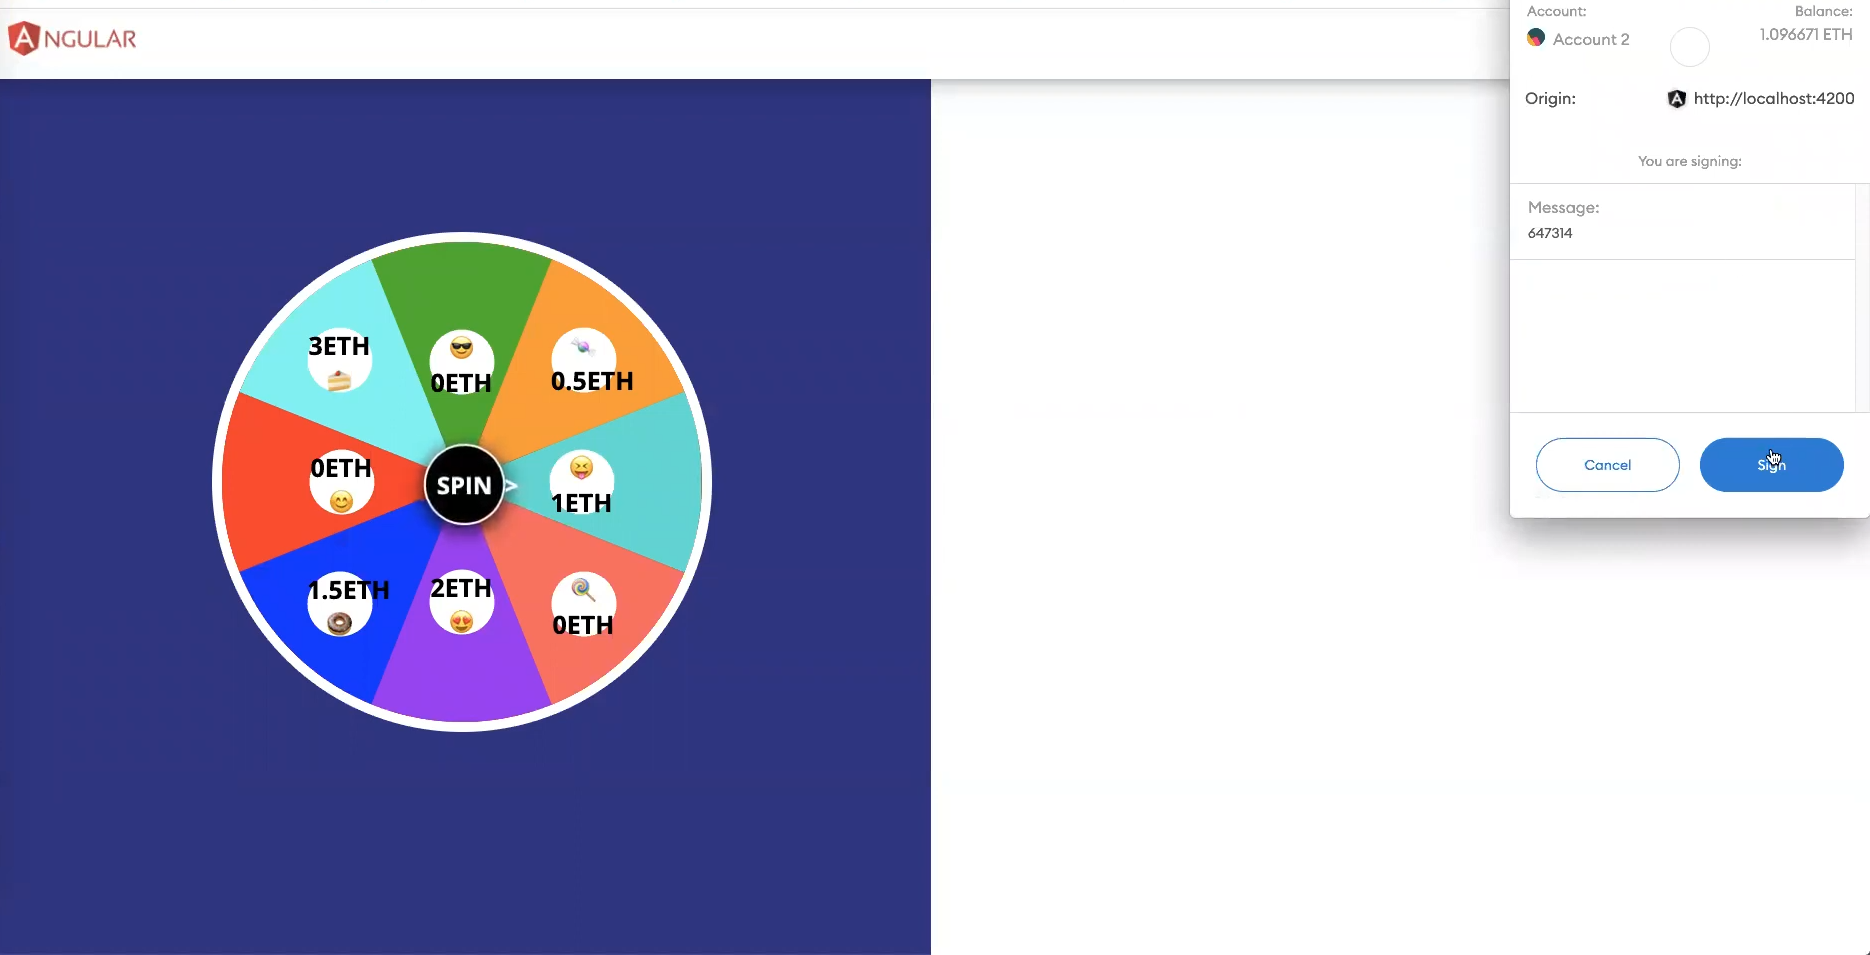 NGULAR
3ETH
0ETH
0.5ETH
0ETH
SPIN >
1ETH
1.5ETH
2ETH
0ETH
Account:
Balance:
Account 2
1.096671 ETH
Origin:
http://localhost:4200
You are signing:
Message:
647314
Cancel
Sign